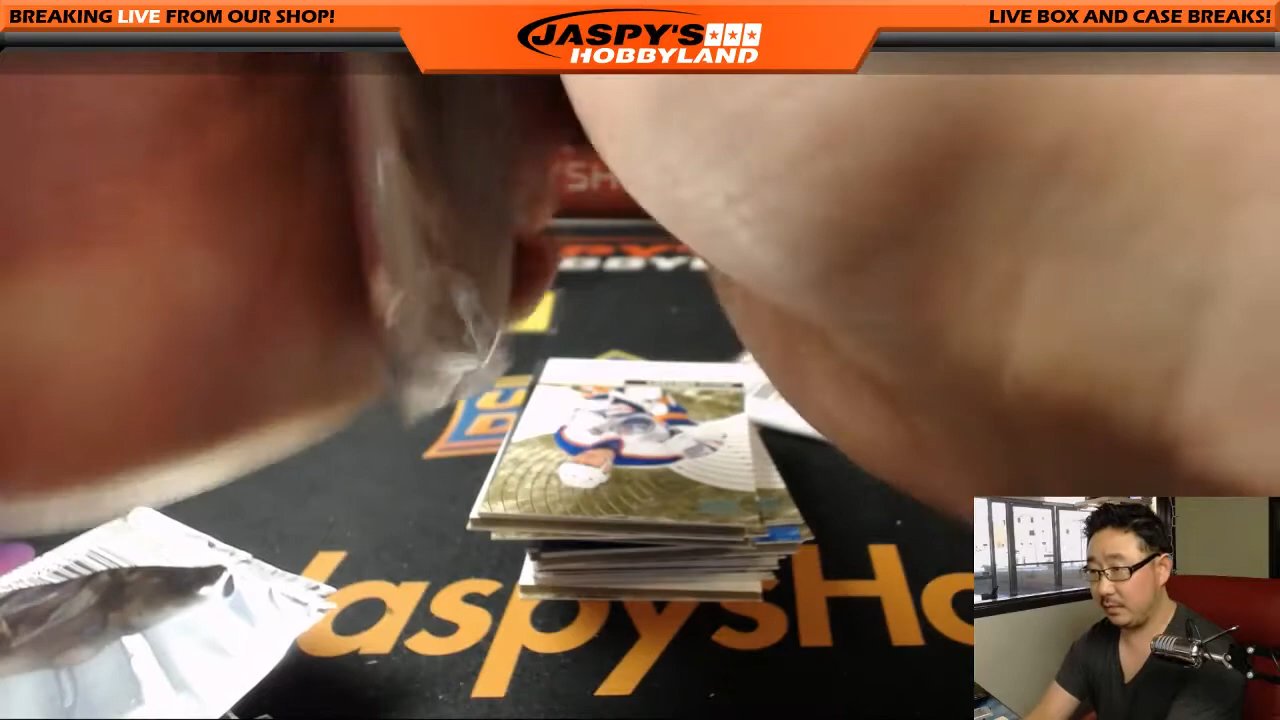 BREAKING LIVE FROM OUR SHOP!
JASPY'S
HOBBYLAND
LIVE BOX AND CASE BREAKS!
JaspysHo